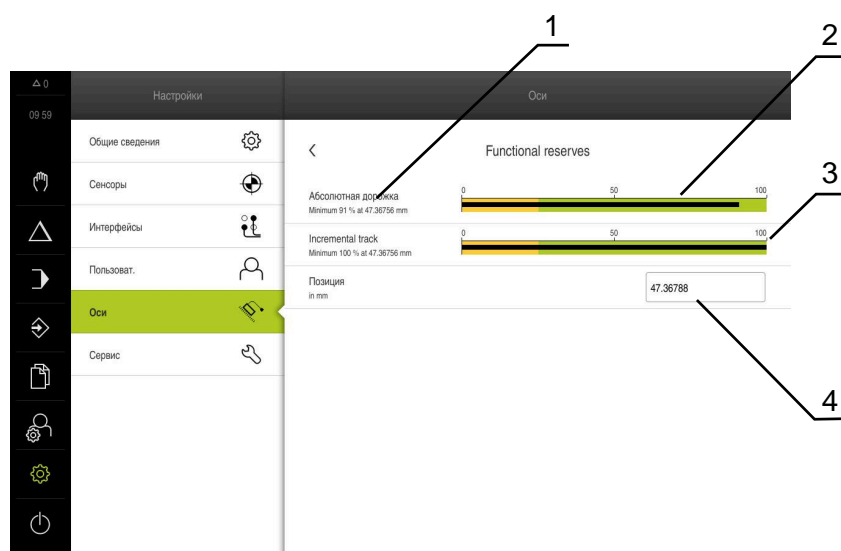 1
2
3
4
0
09:59
Настройки
Оси
Общие сведения
Сенсоры
Интерфейсы
Пользоват.
Оси
Сервис
Functional reserves
Абсолютная дорожка
Minimum 91 % at 47.36756 mm
0 50 100
Incremental track
Minimum 100 % at 47.36756 mm
0 50 100
Позиция
in mm
47.36788